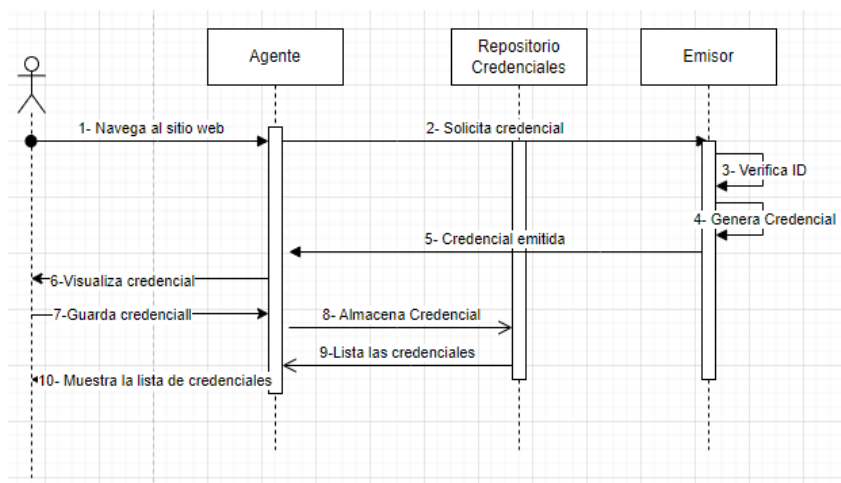 Agente
Repositorio
Credenciales
Emisor
1- Navega al sitio web
2- Solicita credencial
3- Verifica ID
4- Genera Credencial
5- Credencial emitida
6-Visualiza credencial
7-Guarda credenciall
8- Almacena Credencial
9-Lista las credenciales
10- Muestra la lista de credenciales